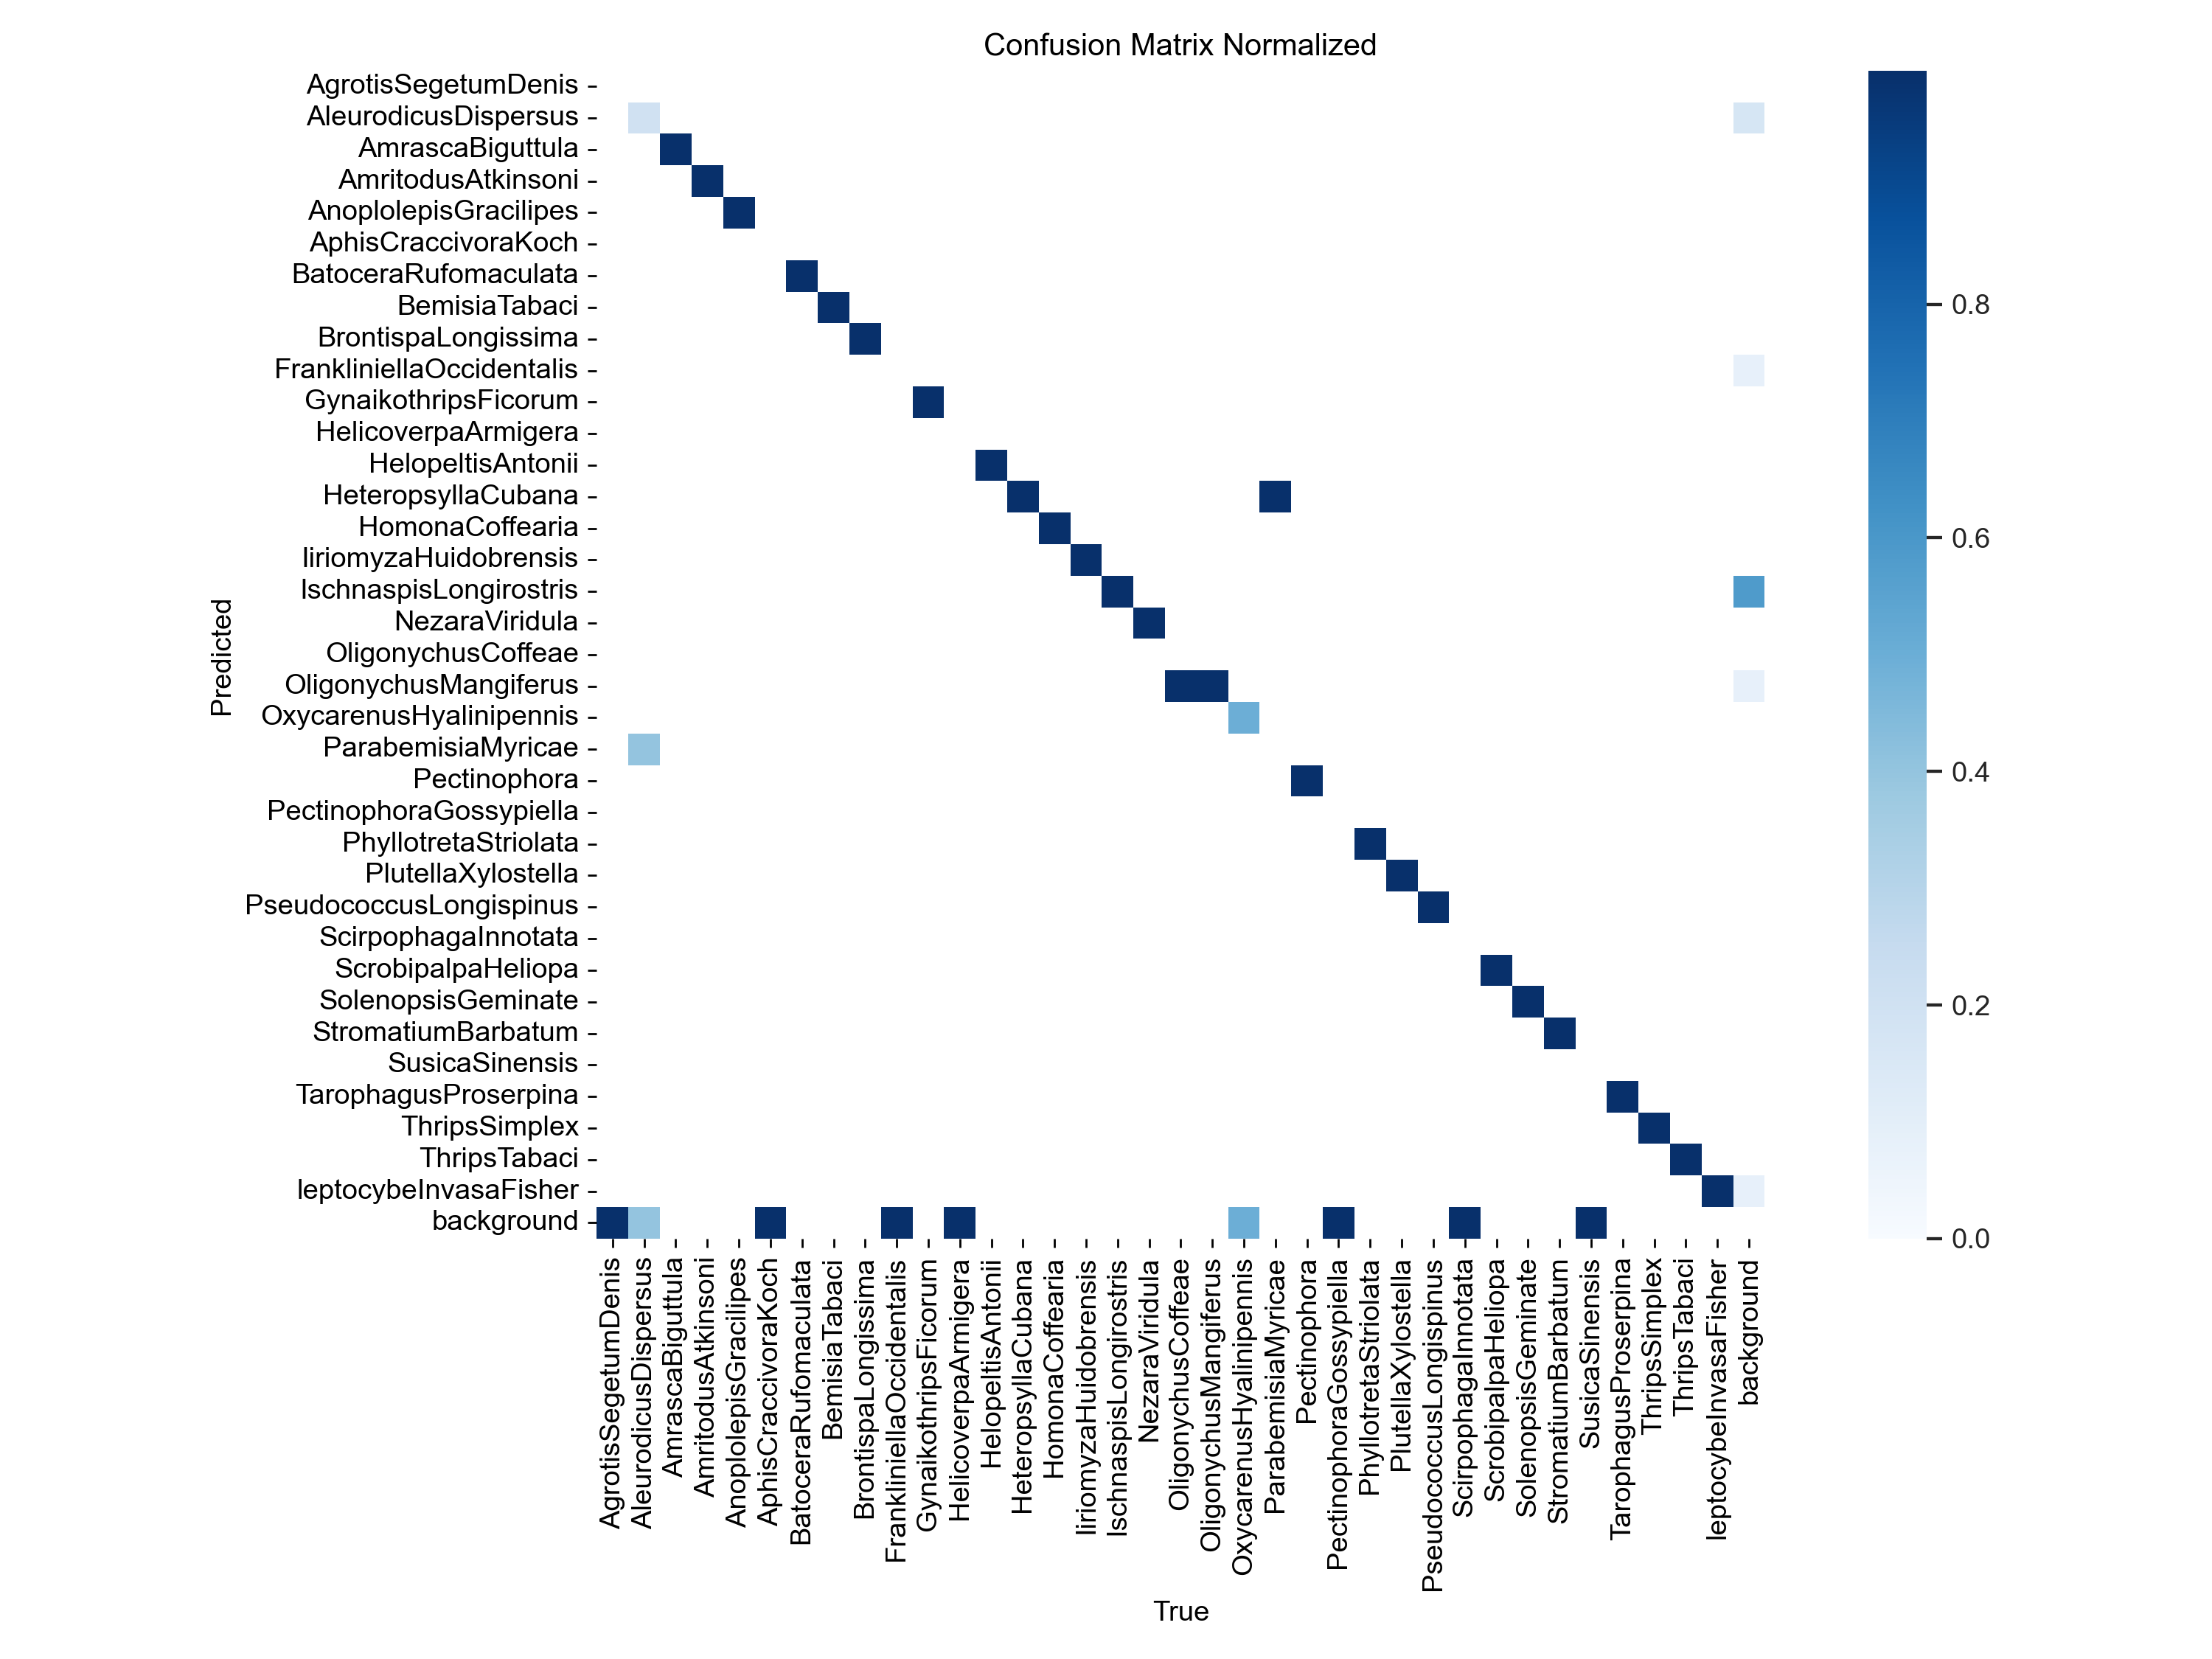 Confusion Matrix Normalized
AgrotisSegetumDenis
AleurodicusDispersus
AmrascaBiguttula
AmritodusAtkinsoni
AnoplolepisGracilipes
AphisCraccivoraKoch
BatoceraRufomaculata
BemisiaTabaci
BrontispaLongissima
FrankliniellaOccidentalis
GynaikothripsFicorum
HelicoverpaArmigera
HelopeltisAntonii
HeteropsyllaCubana
HomonaCoffearia
liriomyzaHuidobrensis
IschnaspisLongirostris
NezaraViridula
OligonychusCoffeae
OligonychusMangiferus
OxycarenusHyalinipennis
ParabemisiaMyricae
Pectinophora
PectinophoraGossypiella
PhyllotretaStriolata
PlutellaXylostella
PseudococcusLongispinus
ScirpophagaInnotata
ScrobipalpaHeliopa
SolenopsisGeminate
StromatiumBarbatum
SusicaSinensis
TarophagusProserpina
ThripsSimplex
ThripsTabaci
leptocybeInvasaFisher
background
Predicted
AgrotisSegetumDenis
AleurodicusDispersus
AmrascaBiguttula
AmritodusAtkinsoni
AnoplolepisGracilipes
AphisCraccivoraKoch
BatoceraRufomaculata
BemisiaTabaci
BrontispaLongissima
FrankliniellaOccidentalis
GynaikothripsFicorum
HelicoverpaArmigera
HelopeltisAntonii
HeteropsyllaCubana
HomonaCoffearia
liriomyzaHuidobrensis
IschnaspisLongirostris
NezaraViridula
OligonychusCoffeae
OligonychusMangiferus
OxycarenusHyalinipennis
ParabemisiaMyricae
Pectinophora
PectinophoraGossypiella
PhyllotretaStriolata
PlutellaXylostella
PseudococcusLongispinus
ScirpophagaInnotata
ScrobipalpaHeliopa
SolenopsisGeminate
StromatiumBarbatum
SusicaSinensis
TarophagusProserpina
ThripsSimplex
ThripsTabaci
leptocybeInvasaFisher
background
True
0.8
0.6
0.4
0.2
0.0